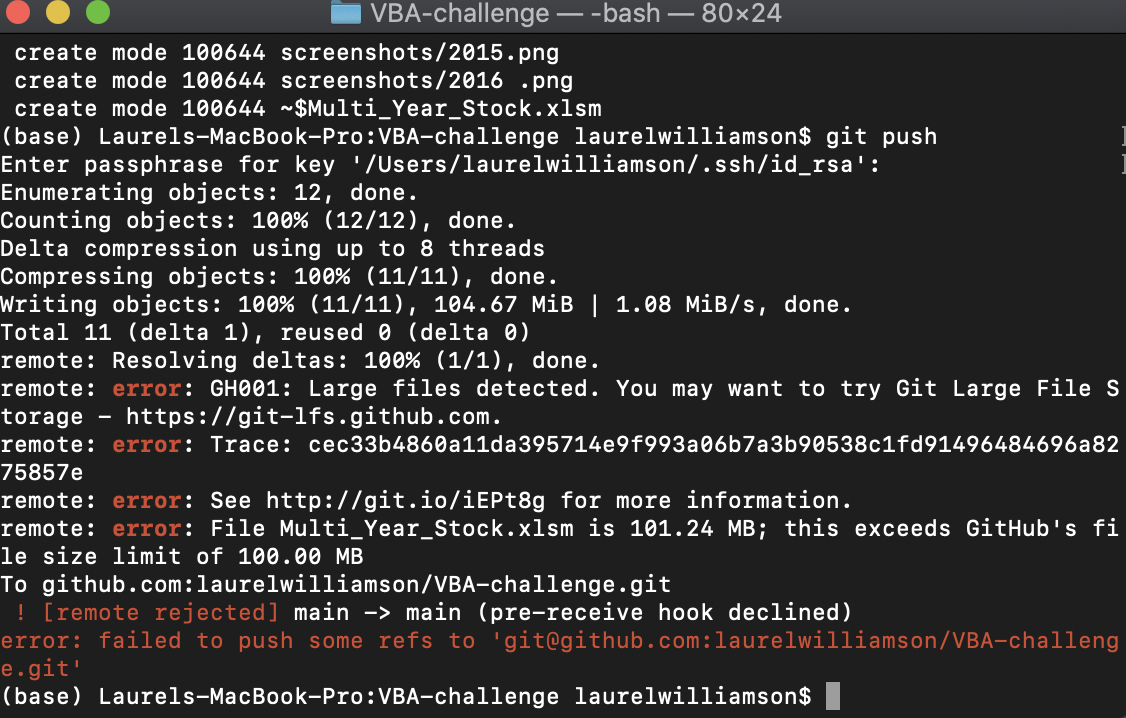 VBA-challenge — -bash — 80×24
create mode 100644 screenshots/2015.png
create mode 100644 screenshots/2016 .png
create mode 100644 ~$Multi_Year_Stock.xlsm
(base) Laurels-MacBook-Pro:VBA-challenge laurelwilliamson$ git push
Enter passphrase for key '/Users/laurelwilliamson/.ssh/id_rsa':
Enumerating objects: 12, done.
Counting objects: 100% (12/12), done.
Delta compression using up to 8 threads
Compressing objects: 100% (11/11), done.
Writing objects: 100% (11/11), 104.67 MiB | 1.08 MiB/s, done.
Total 11 (delta 1), reused 0 (delta 0)
remote: Resolving deltas: 100% (1/1), done.
remote: error: GH001: Large files detected. You may want to try Git Large File S
torage - https://git-lfs.github.com.
remote: error: Trace: cec33b4860a11da395714e9f993a06b7a3b90538c1fd91496484696a82
75857e
remote: error: See http://git.io/iEPt8g for more information.
remote: error: File Multi_Year_Stock.xlsm is 101.24 MB; this exceeds GitHub's fi
le size limit of 100.00 MB
To github.com:laurelwilliamson/VBA-challenge.git
! [remote rejected] main -> main (pre-receive hook declined)
error: failed to push some refs to 'git@github.com:laurelwilliamson/VBA-challeng
e.git'
(base) Laurels-MacBook-Pro:VBA-challenge laurelwilliamson$